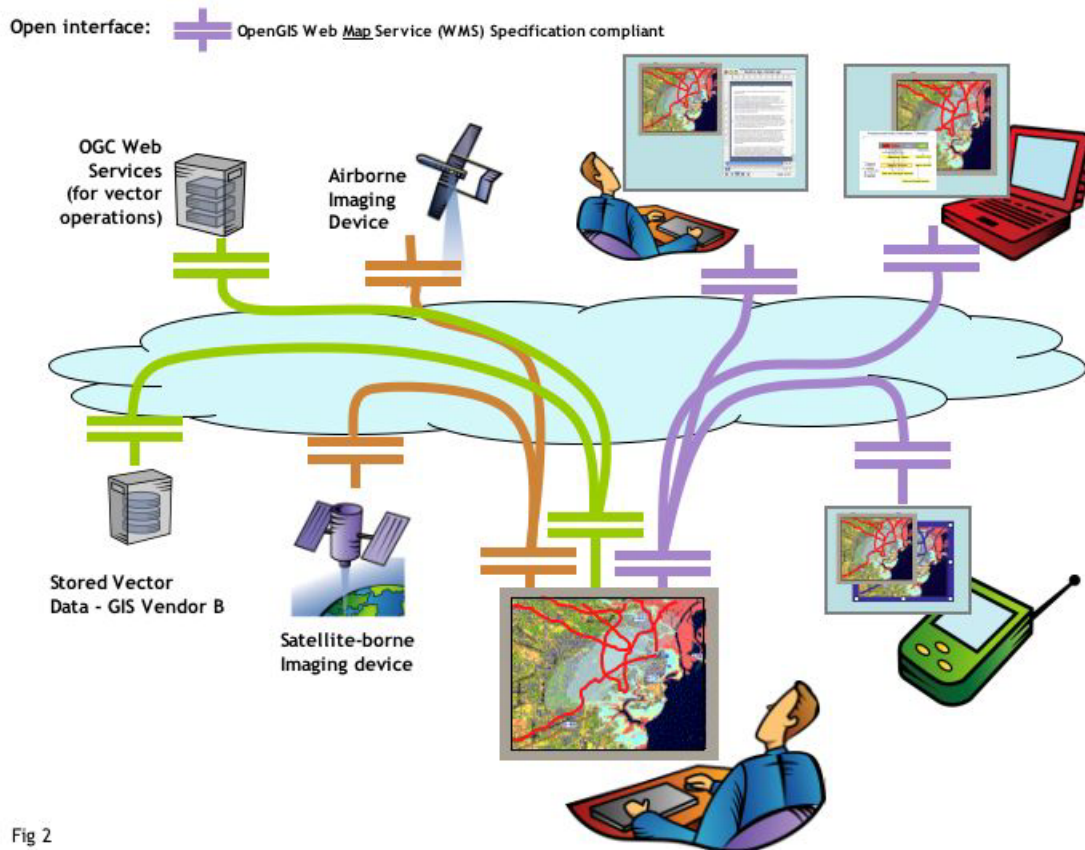 Open interface:
OpenGIS Web Map Service (WMS) Specification compliant
OGC Web
Services
(for vector
operations)
Airborne
Imaging
Device
Stored Vector
Data - GIS Vendor B
Satellite-borne
Imaging device
Fig 2